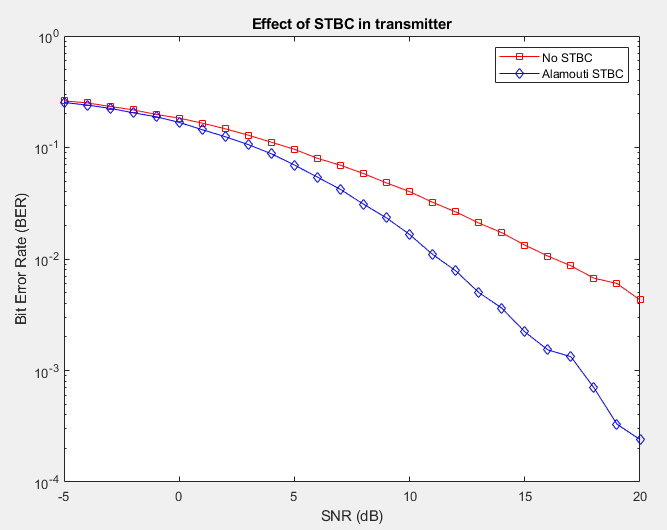 Effect of STBC in transmitter
No STBC
Alamouti STBC
Bit Error Rate (BER)
10^0
10^-1
10^-2
10^-3
10^-4
-5 0 5 10 15 20
SNR (dB)